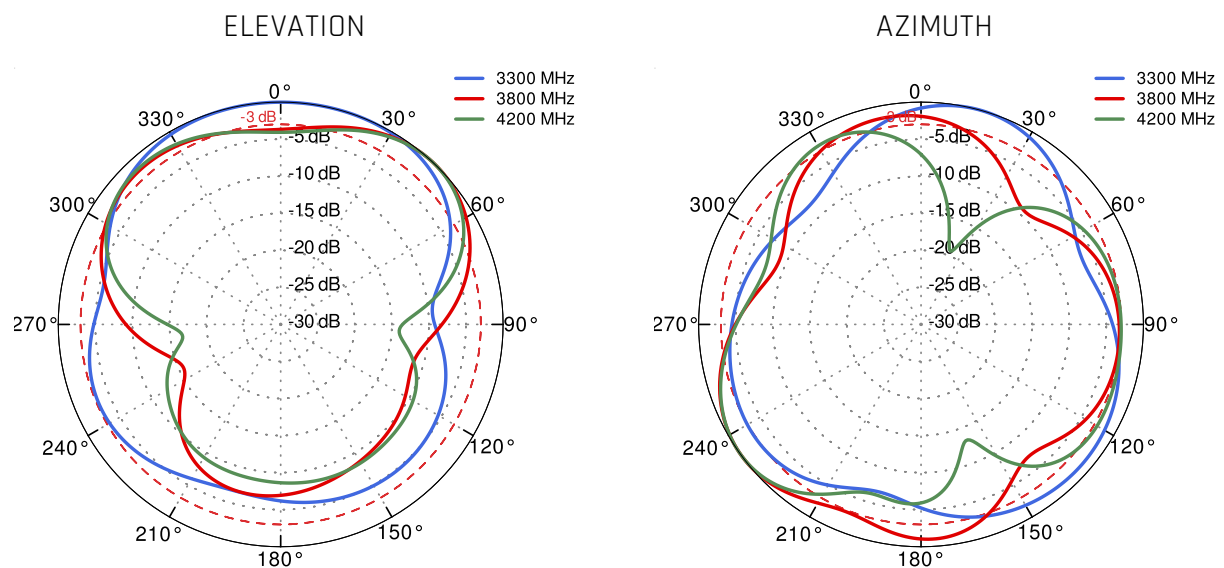 ELEVATION
3300 MHz
3800 MHz
4200 MHz
0°
30°
60°
90°
120°
150°
180°
210°
240°
270°
300°
330°
-3 dB
-5 dB
-10 dB
-15 dB
-20 dB
-25 dB
-30 dB
AZIMUTH
3300 MHz
3800 MHz
4200 MHz
0°
30°
60°
90°
120°
150°
180°
210°
240°
270°
300°
330°
-3 dB
-5 dB
-10 dB
-15 dB
-20 dB
-25 dB
-30 dB